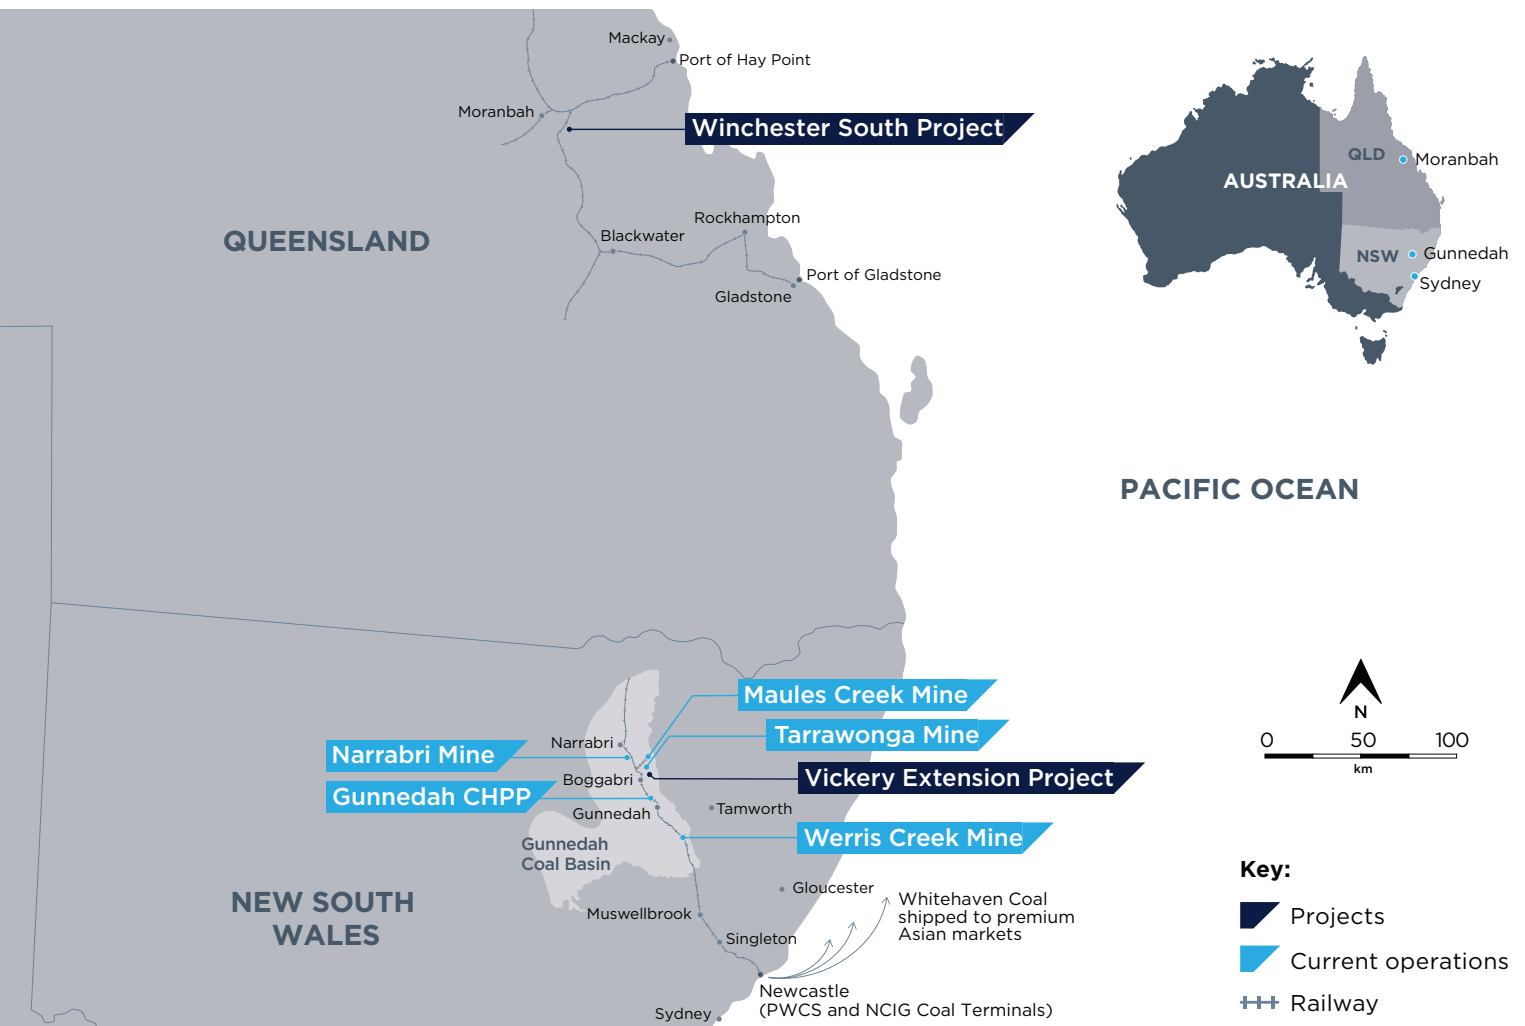 Mackay
Port of Hay Point
Moranbah
Winchester South Project
QUEENSLAND
Rockhampton
Blackwater
Port of Gladstone
Gladstone
QLD
Moranbah
AUSTRALIA
NSW
Gunnedah
Sydney
PACIFIC OCEAN
Maules Creek Mine
Tarrawonga Mine
Narrabri
Narrabri Mine
Boggabri
Vickery Extension Project
Gunnedah CHPP
Gunnedah
Tamworth
Werris Creek Mine
Gunnedah
Coal Basin
NEW SOUTH
WALES
Gloucester
Muswellbrook
Singleton
Whitehaven Coal
shipped to premium
Asian markets
Newcastle
(PWCS and NCIG Coal Terminals)
Sydney
N
0 50 100
km
Key:
Projects
Current operations
Railway